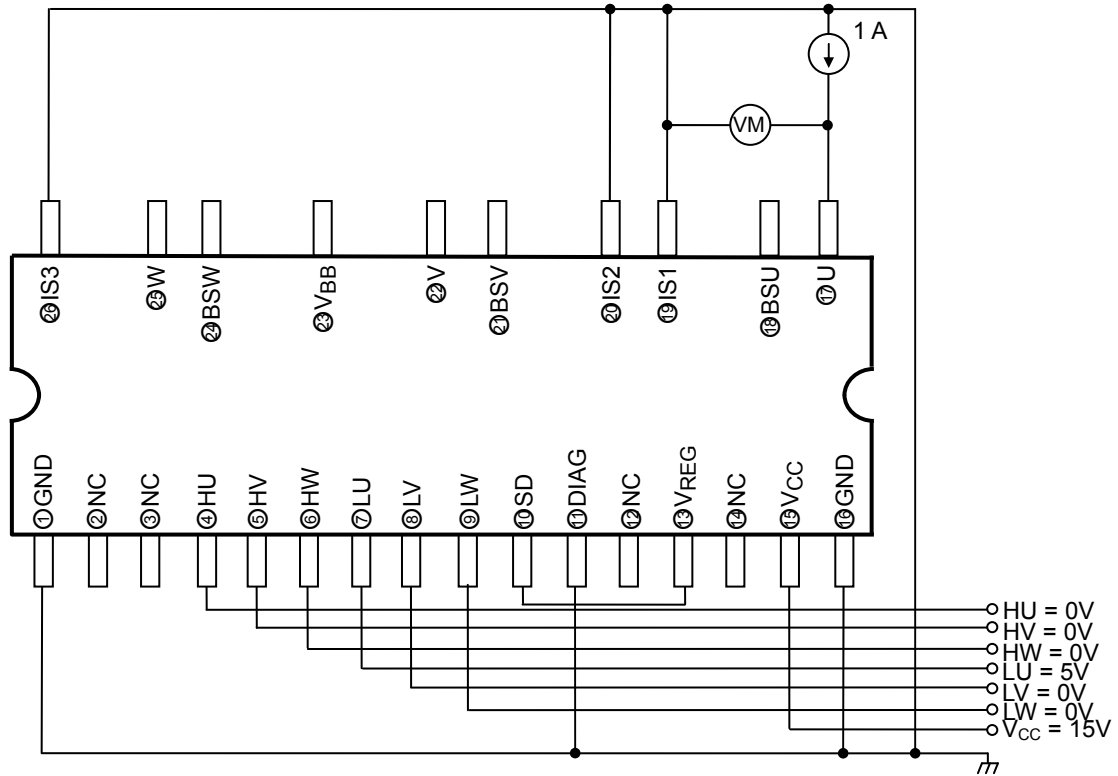 1 A
VM
㉖IS3
㉕W
㉔BSW
㉓VBB
㉒V
㉑BSV
⑳IS2
⑲IS1
⑱BSU
⑰U
①GND
②NC
③NC
④HU
⑤HV
⑥HW
⑦LU
⑧LV
⑨LW
⑩SD
⑪DIAG
⑫NC
⑬VREG
⑭NC
⑮VCC
⑯GND
HU = 0V
HV = 0V
HW = 0V
LU = 5V
LV = 0V
LW = 0V
VCC = 15V